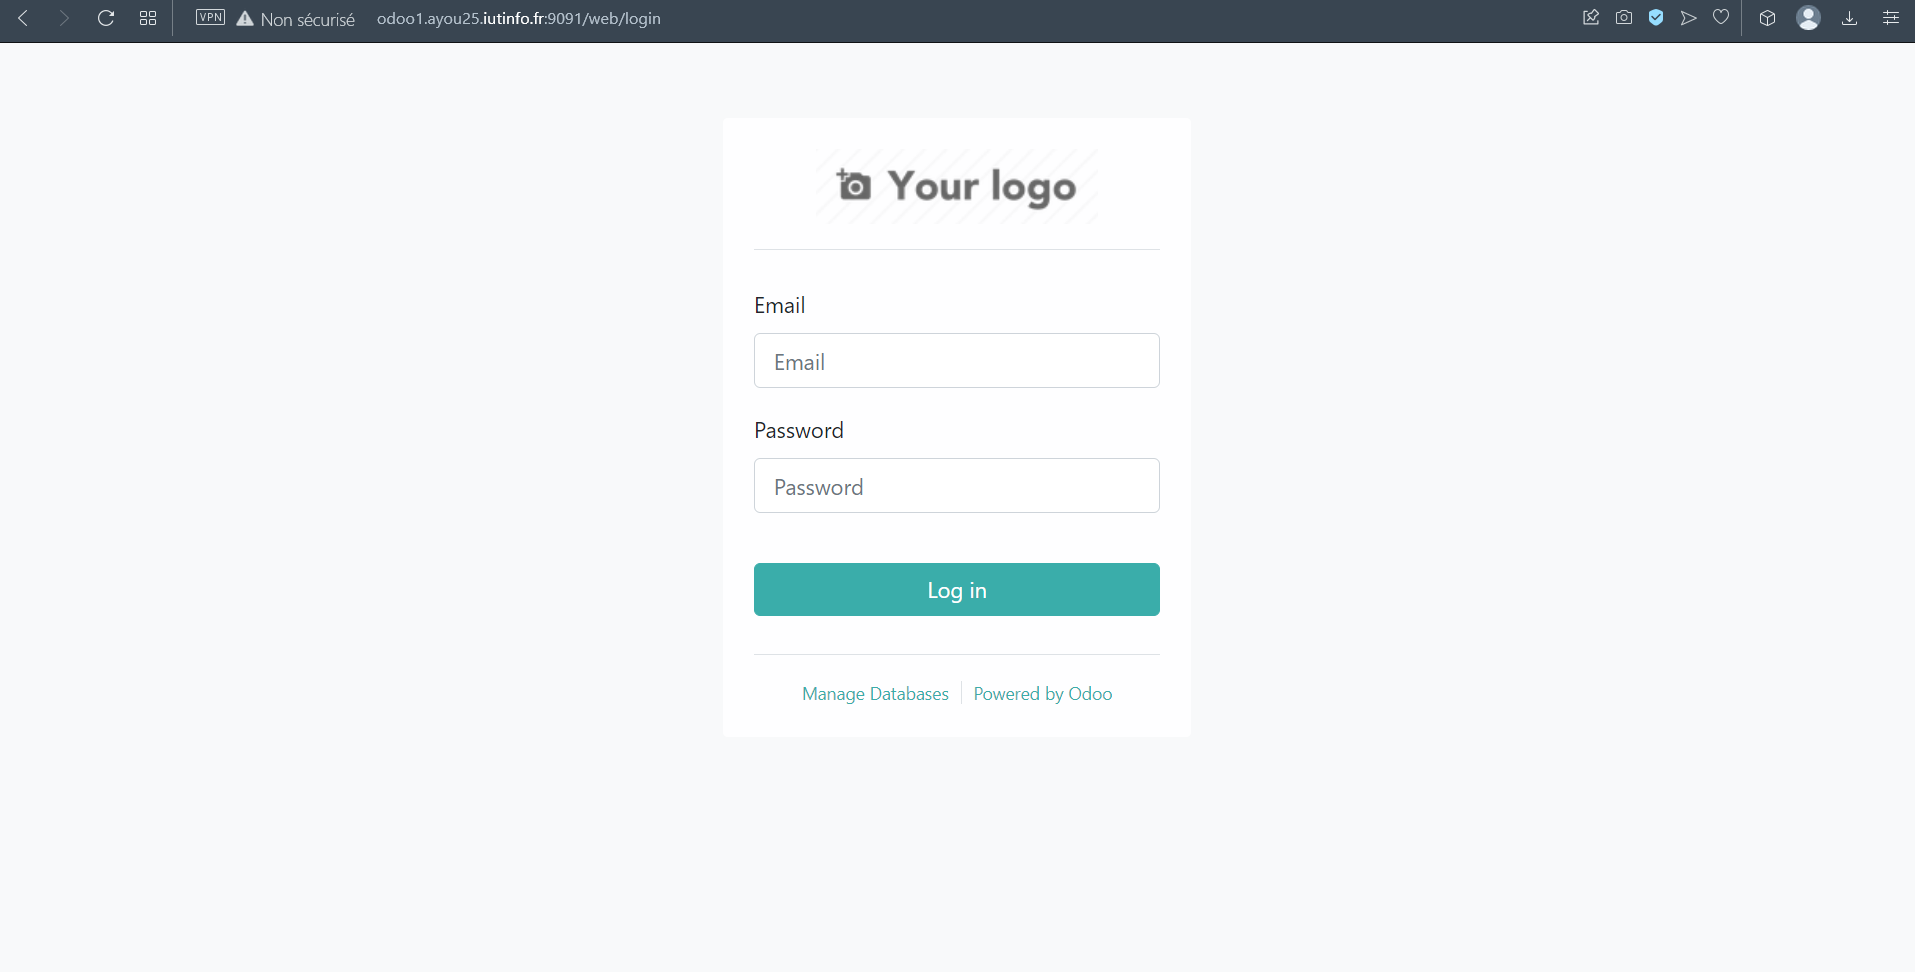 VPN Non sécurisé odoo1.ayou25.iutinfo.fr:9091/web/login
Your logo
Email
Email
Password
Password
Log in
Manage Databases Powered by Odoo